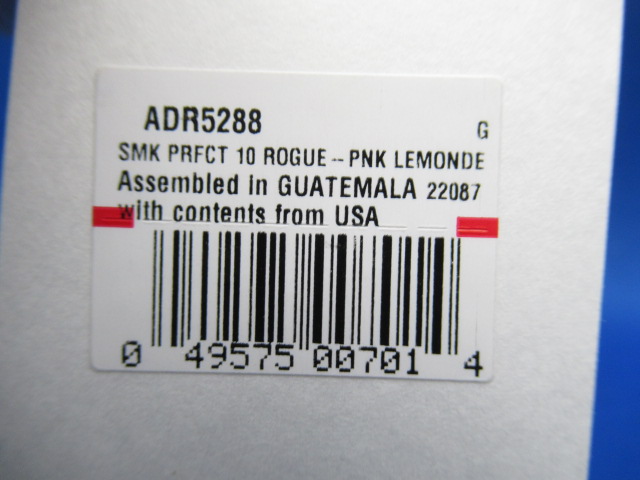 ADR5288
G
SMK PRFCT 10 ROGUE -- PNK LEMONDE
Assembled in GUATEMALA 22087
with contents from USA
0 49575 00701 4